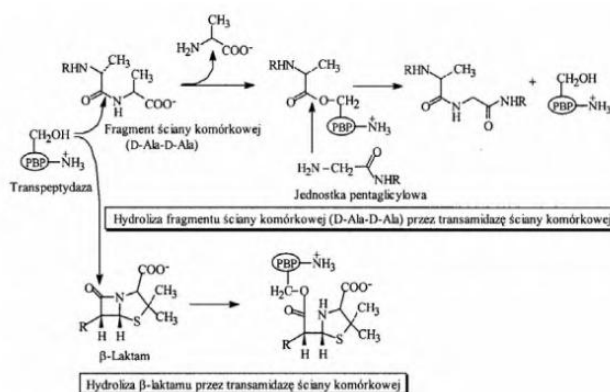 H₂N
CH₃
COO⁻
RHN
CH₃
O
N
H
CH₃
COO⁻
RHN
CH₃
O
O-CH₂
PBP
+
NH₃
RHN
CH₃
O
NH
O
NHR
+
CH₂OH
PBP
+
NH₃
CH₂OH
PBP
+
NH₃
Transpeptydaza
Fragment ściany komórkowej
(D-Ala-D-Ala)
H₂N-CH₂
O
NHR
Jednostka pentaglicylowa
Hydroliza fragmentu ściany komórkowej (D-Ala-D-Ala) przez transamidazę ściany komórkowej
O
N
COO⁻
CH₃
CH₃
S
R
H
H
β-Laktam
PBP
+
NH₃
H₂C
O
O
H
N
COO⁻
CH₃
CH₃
S
R
H
H
Hydroliza β-laktamu przez transamidazę ściany komórkowej